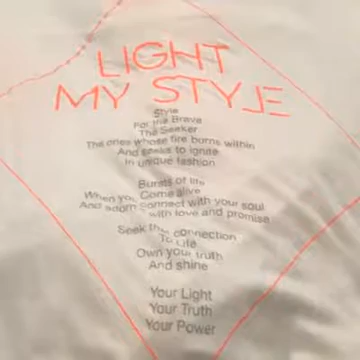 LIGHT
MY STYLE
Style
For the Brave
The Seeker
The ones whose fire burns within
And seeks to ignite
In unique fashion
Bursts of life
When you Come alive
And adorn connect with your soul
with love and promise
Seek the connection
To Life
Own your truth
And shine
Your Light
Your Truth
Your Power